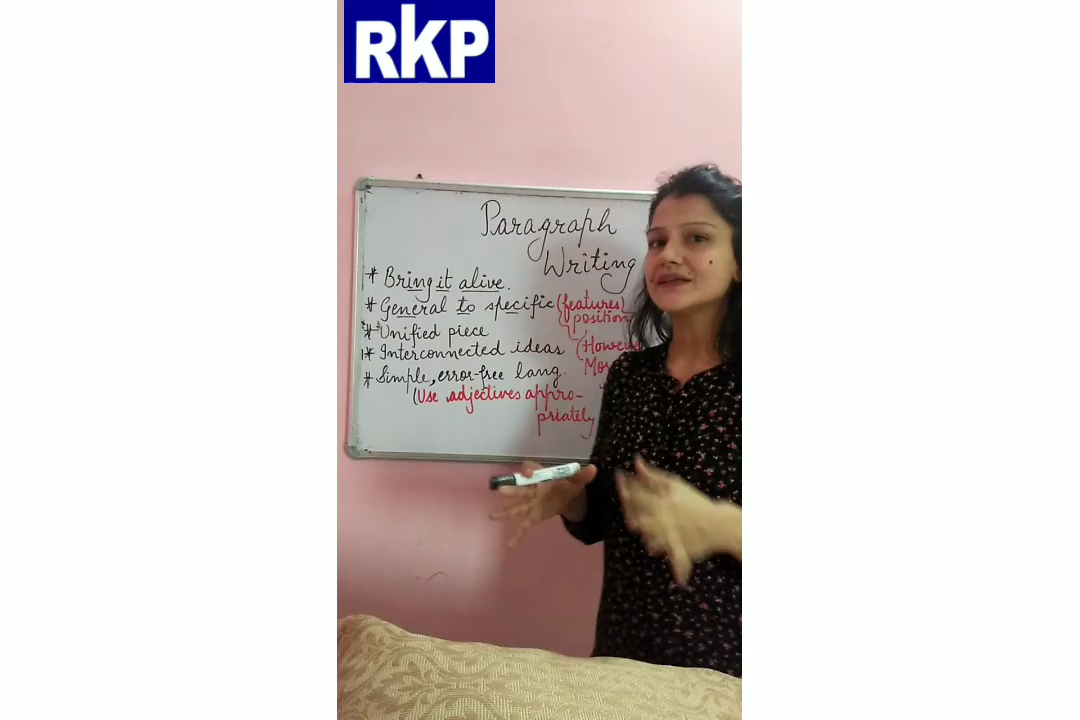 RKP
Paragraph
Writing
* Bring it alive.
* General to specific (features)
position
* Unified piece
* Interconnected ideas
* Simple, error-free lang.
(Use adjectives appro-
priately